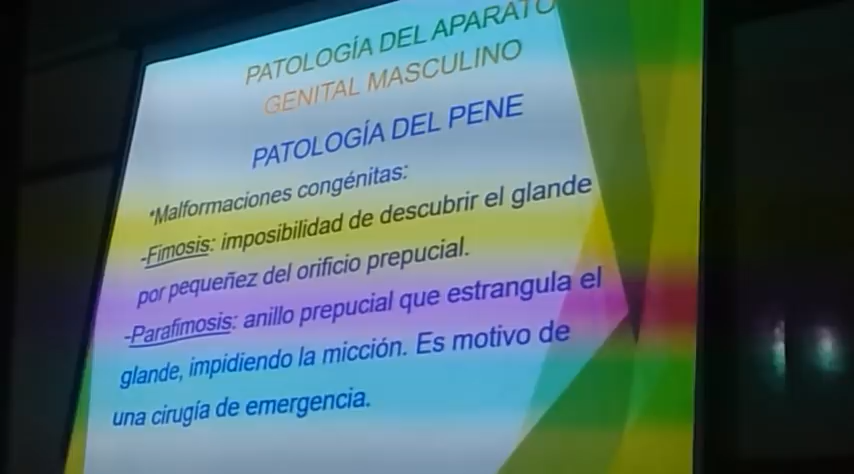 PATOLOGÍA DEL APARATO
GENITAL MASCULINO
PATOLOGÍA DEL PENE
*Malformaciones congénitas:
-Fimosis: imposibilidad de descubrir el glande
por pequeñez del orificio prepucial.
-Parafimosis: anillo prepucial que estrangula el
glande, impidiendo la micción. Es motivo de
una cirugía de emergencia.